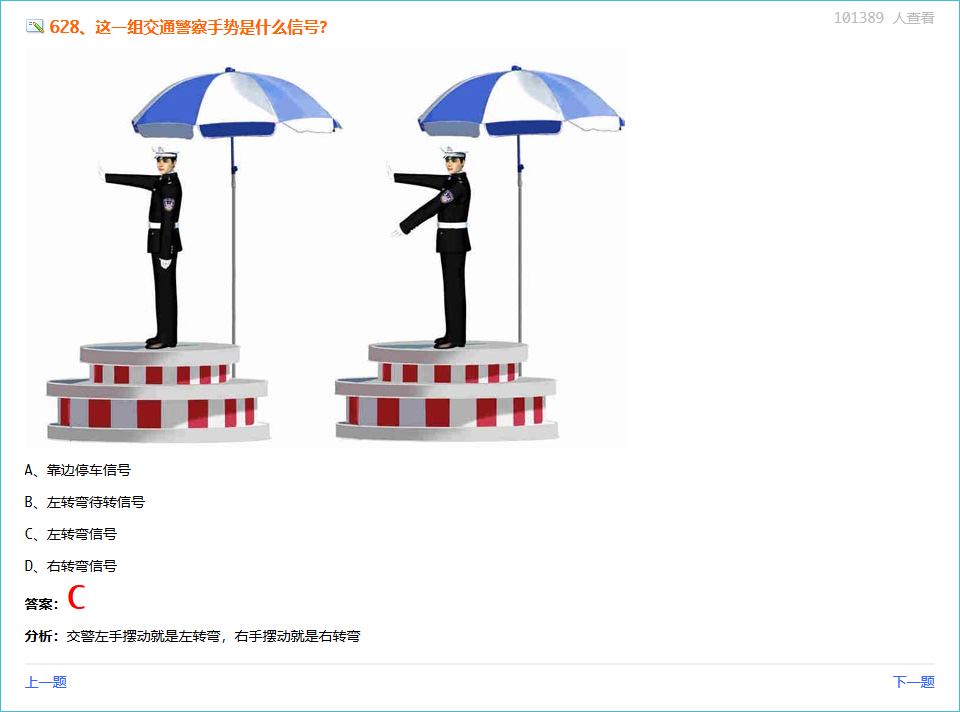 628、这一组交通警察手势是什么信号?
101389 人查看
A、靠边停车信号
B、左转弯待转信号
C、左转弯信号
D、右转弯信号
答案：C
分析：交警左手摆动就是左转弯，右手摆动就是右转弯
上一题
下一题